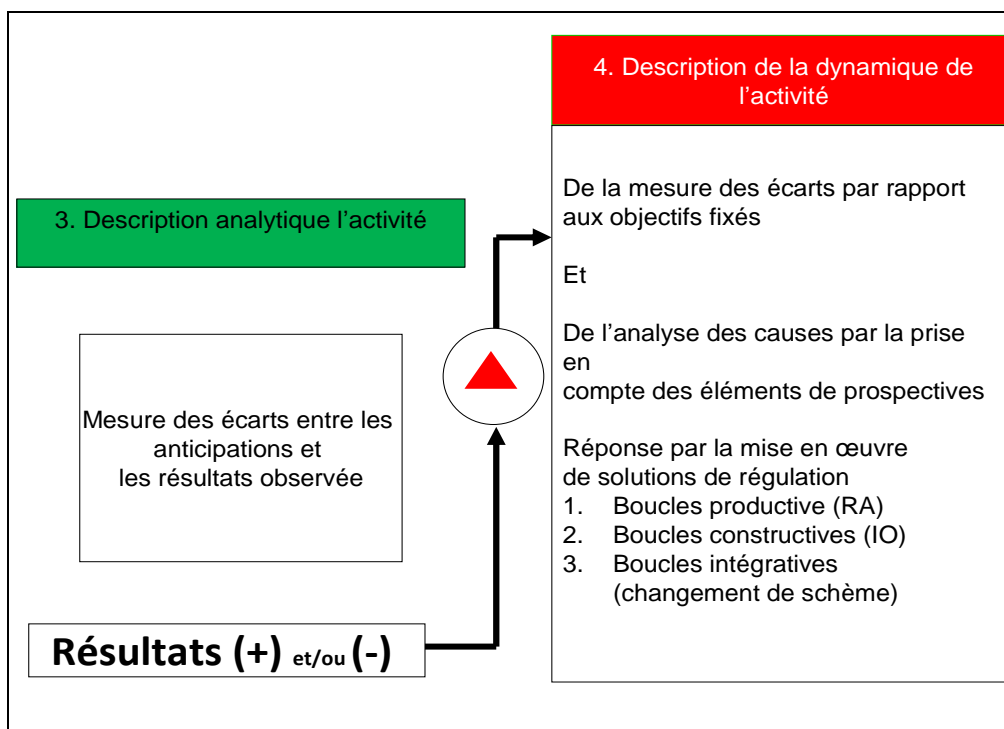 3. Description analytique l’activité
Mesure des écarts entre les
anticipations et
les résultats observée
Résultats (+) et/ou (-)
4. Description de la dynamique de
l’activité
De la mesure des écarts par rapport
aux objectifs fixés
Et
De l’analyse des causes par la prise
en
compte des éléments de prospectives
Réponse par la mise en œuvre
de solutions de régulation
1. Boucles productive (RA)
2. Boucles constructives (IO)
3. Boucles intégratives
(changement de schème)